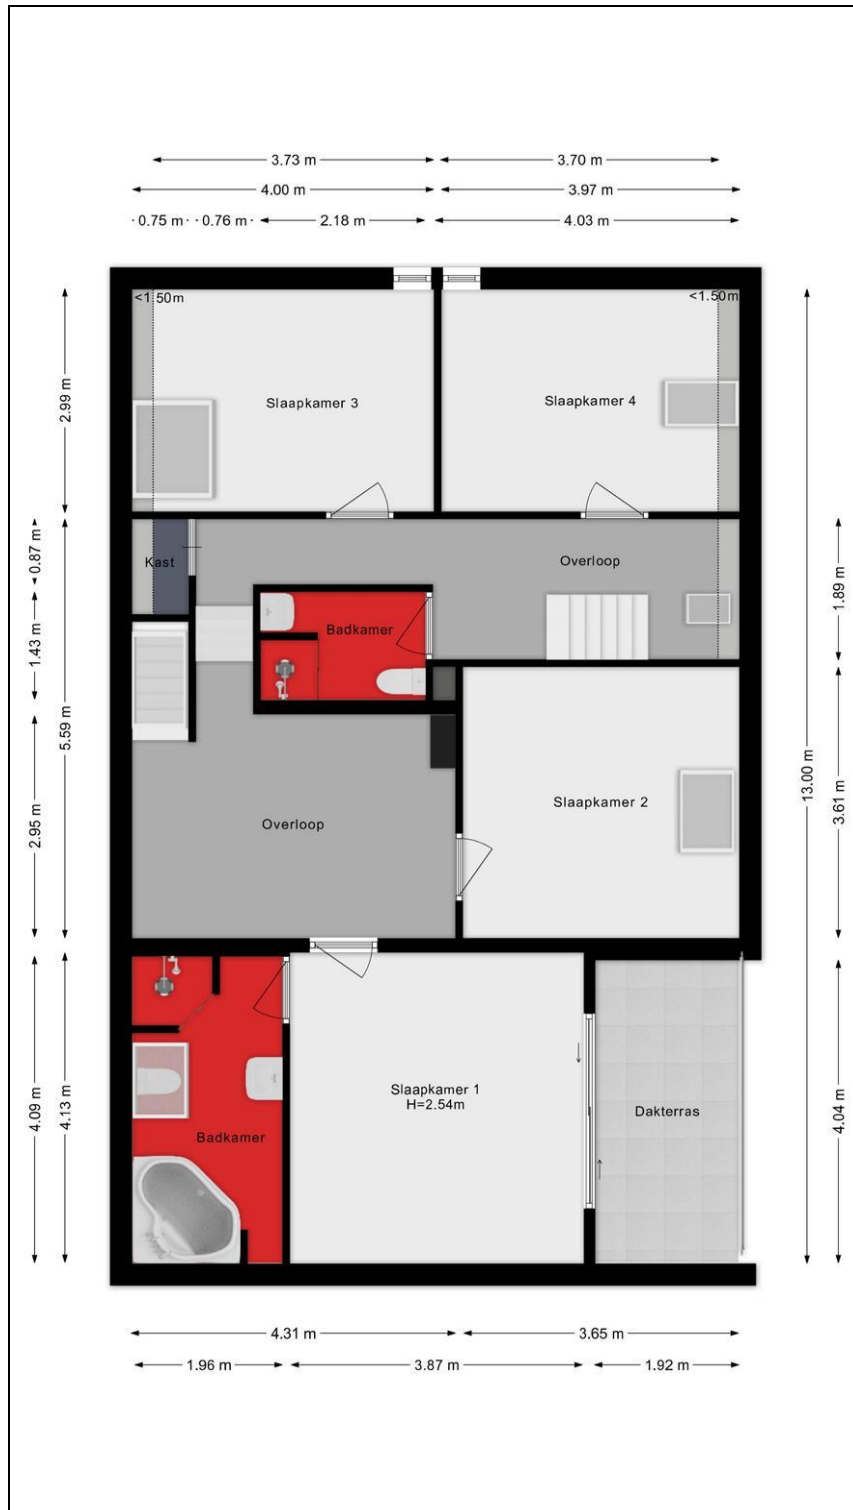 3.73 m
3.70 m
4.00 m
3.97 m
0.75 m
0.76 m
2.18 m
4.03 m
<1.50m
<1.50m
2.99 m
Slaapkamer 3
Slaapkamer 4
0.87 m
Kast
Overloop
1.89 m
1.43 m
Badkamer
5.59 m
13.00 m
2.95 m
Overloop
Slaapkamer 2
3.61 m
4.09 m
4.13 m
Slaapkamer 1
H=2.54m
Dakterras
4.04 m
Badkamer
4.31 m
3.65 m
1.96 m
3.87 m
1.92 m